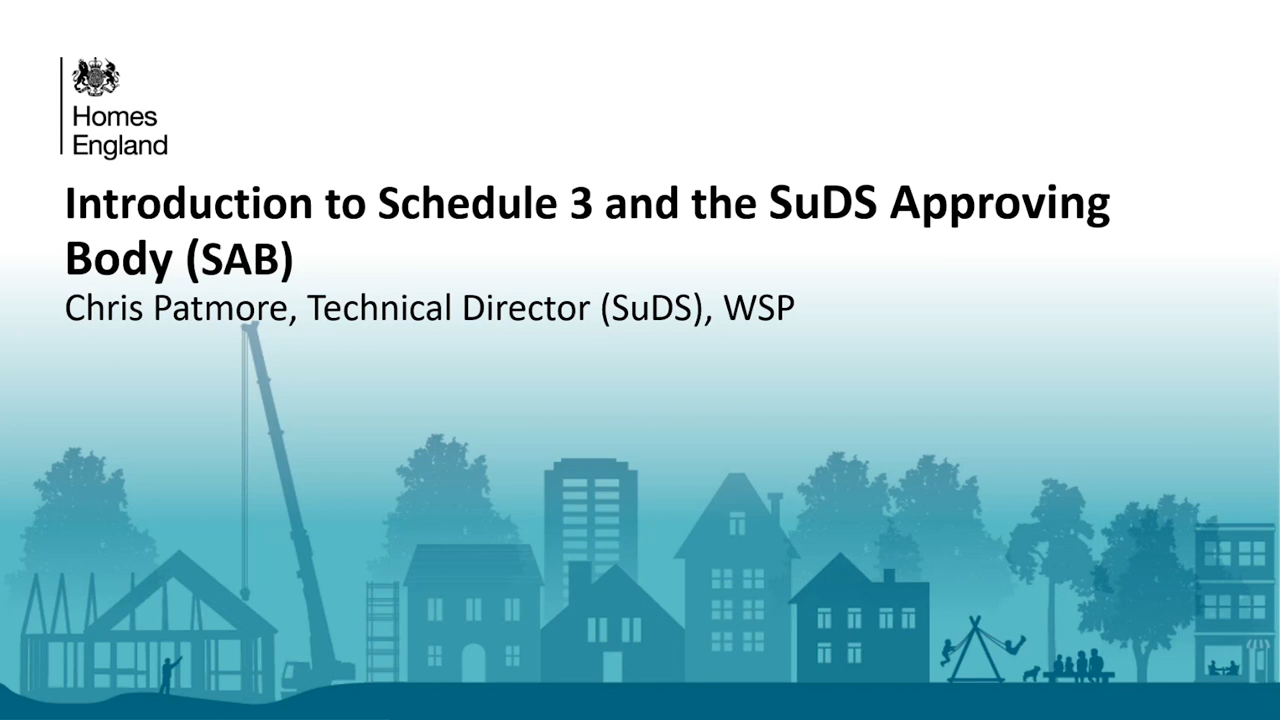 Homes
England
Introduction to Schedule 3 and the SuDS Approving
Body (SAB)
Chris Patmore, Technical Director (SuDS), WSP